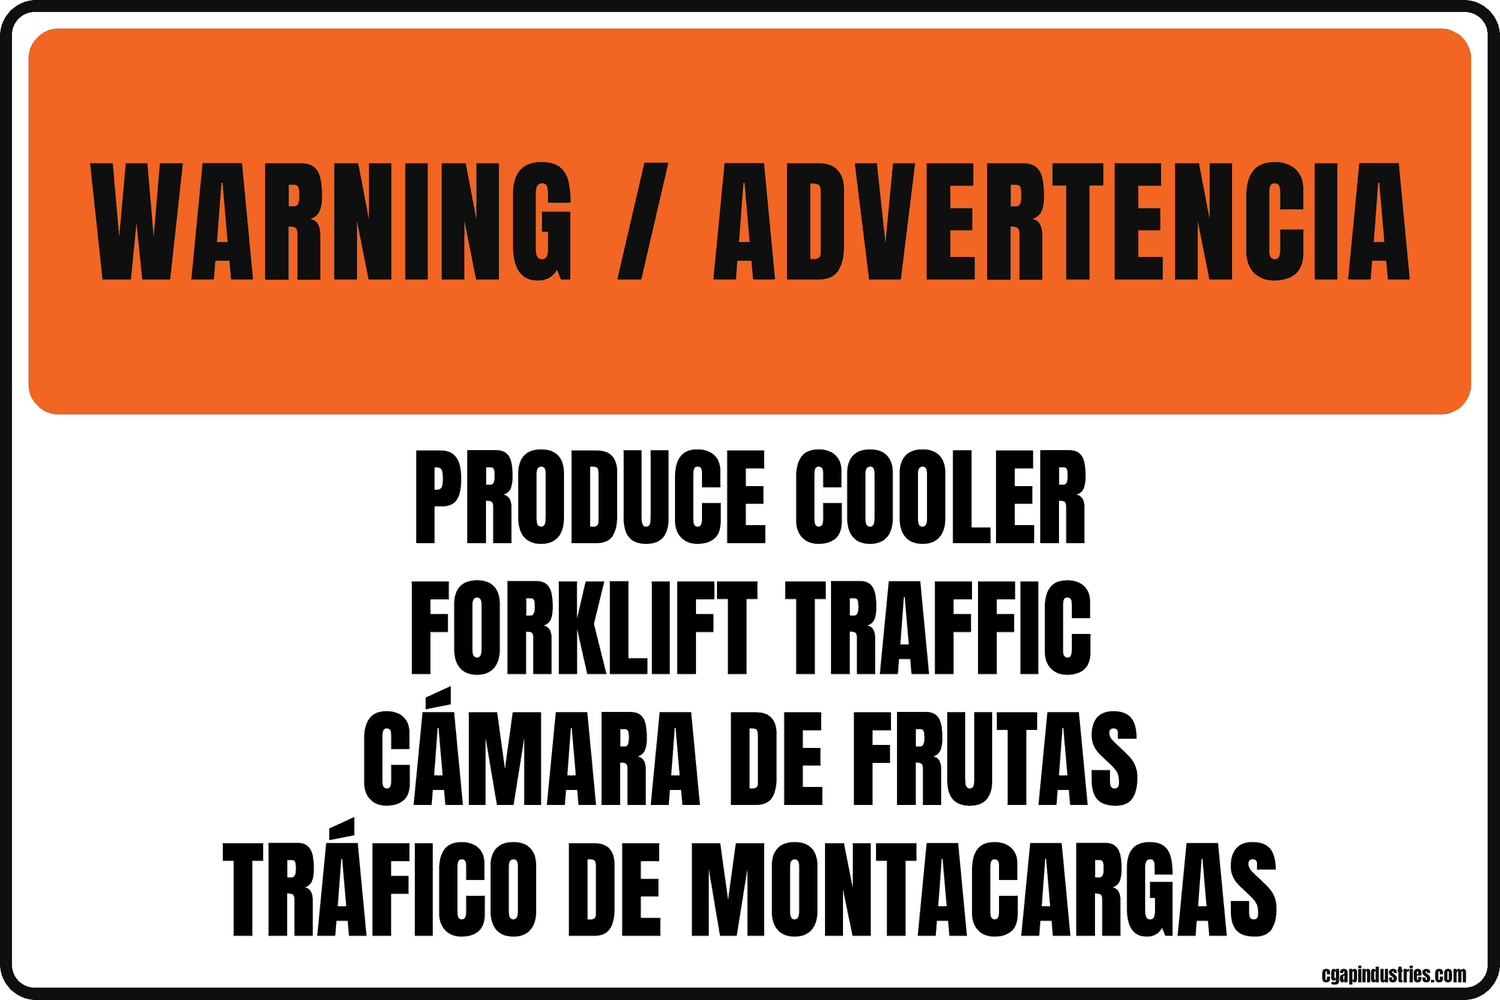 WARNING / ADVERTENCIA
PRODUCE COOLER
FORKLIFT TRAFFIC
CÁMARA DE FRUTAS
TRÁFICO DE MONTACARGAS
cgapindustries.com